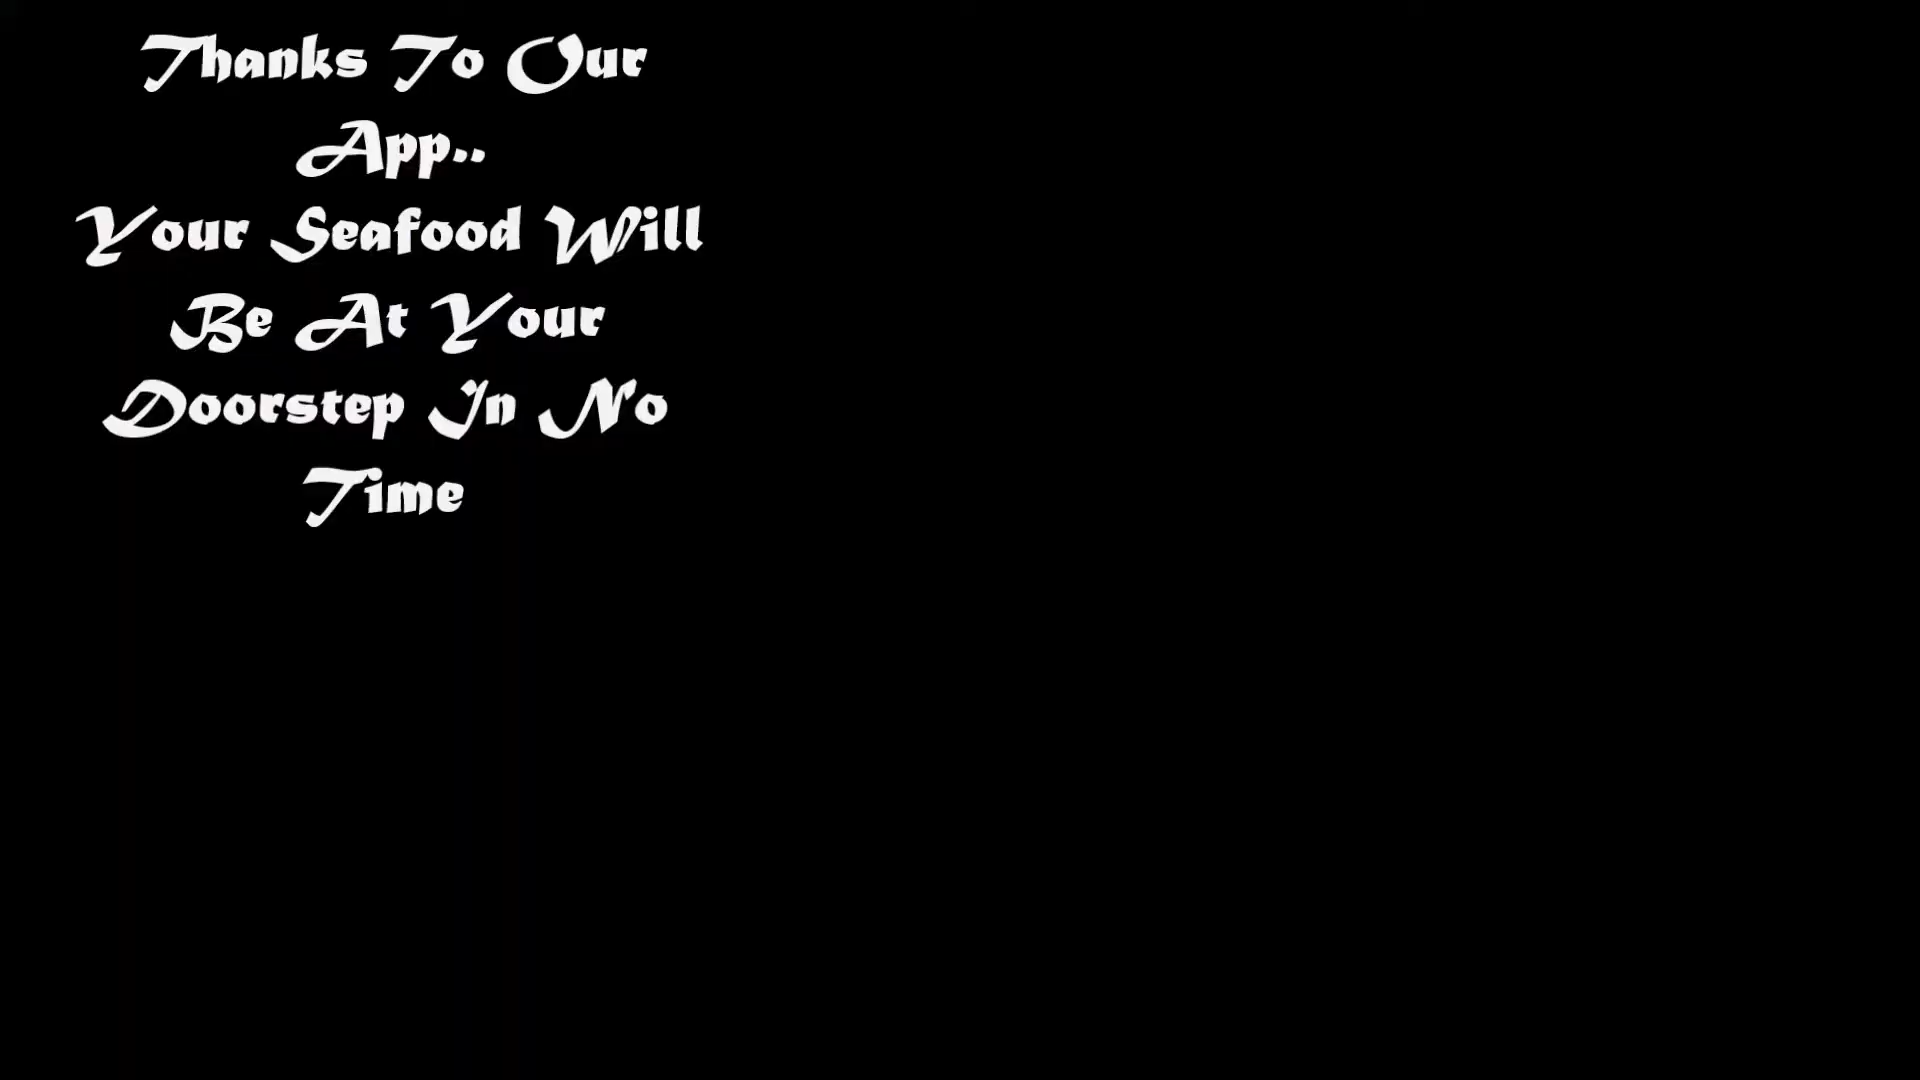 Thanks To Our
App..
Your Seafood Will
Be At Your
Doorstep In No
Time